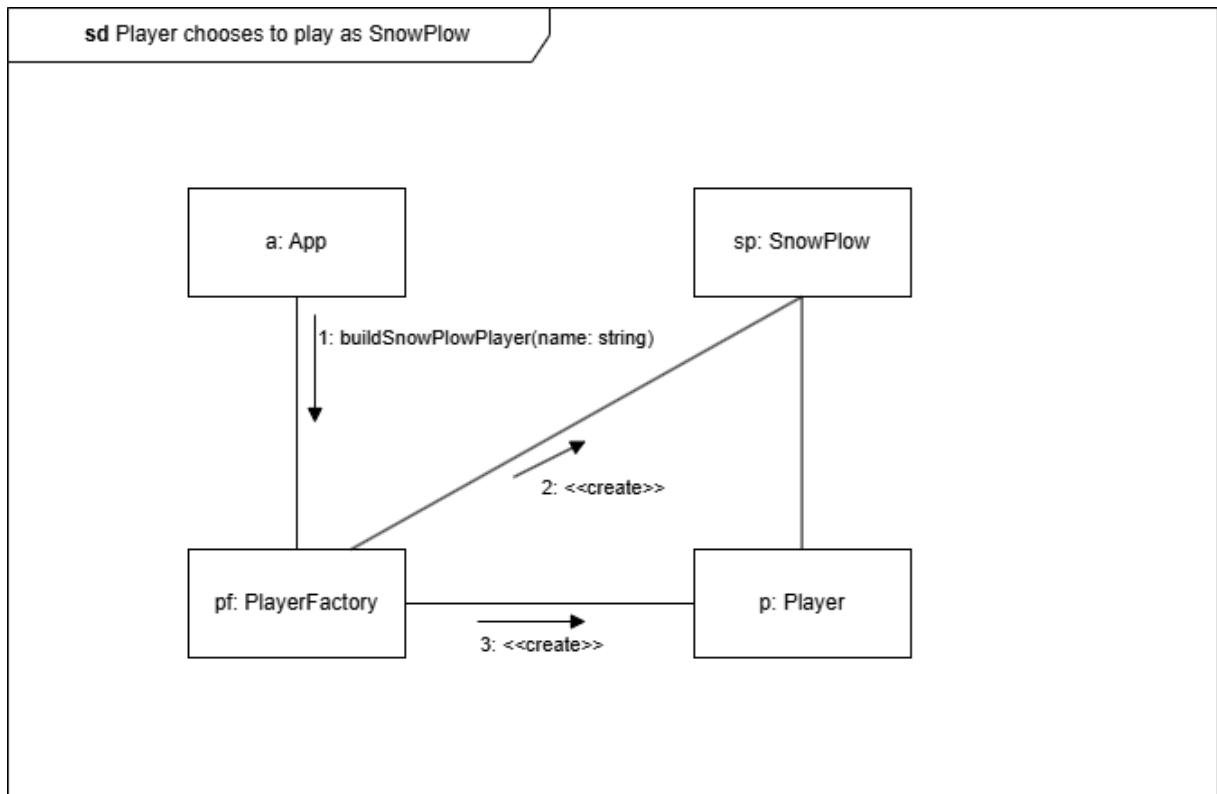 sd Player chooses to play as SnowPlow
a: App
sp: SnowPlow
1: buildSnowPlowPlayer(name: string)
2: <<create>>
pf: PlayerFactory
p: Player
3: <<create>>